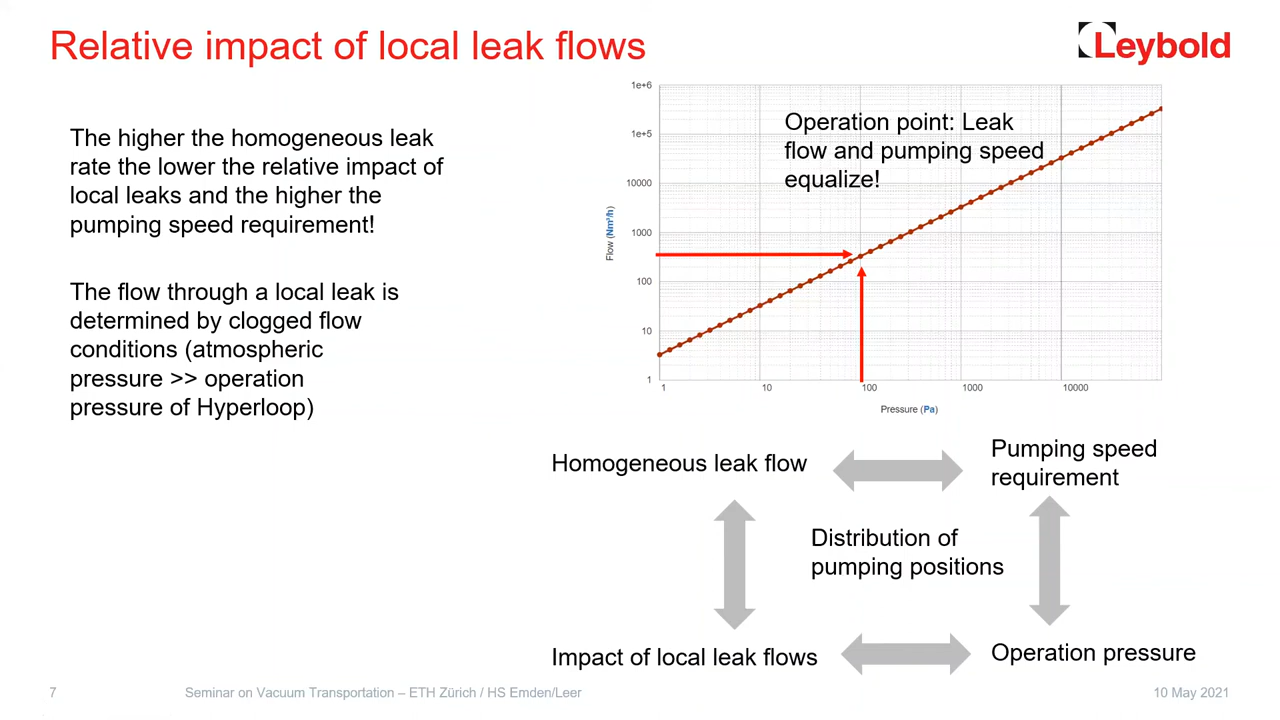 Relative impact of local leak flows
Leybold
The higher the homogeneous leak
rate the lower the relative impact of
local leaks and the higher the
pumping speed requirement!
The flow through a local leak is
determined by clogged flow
conditions (atmospheric
pressure >> operation
pressure of Hyperloop)
Operation point: Leak
flow and pumping speed
equalize!
Flow (Nm³/h)
1e+6
1e+5
10000
1000
100
10
1
1 10 100 1000 10000
Pressure (Pa)
Homogeneous leak flow
Pumping speed
requirement
Distribution of
pumping positions
Impact of local leak flows
Operation pressure
7 Seminar on Vacuum Transportation – ETH Zürich / HS Emden/Leer 10 May 2021